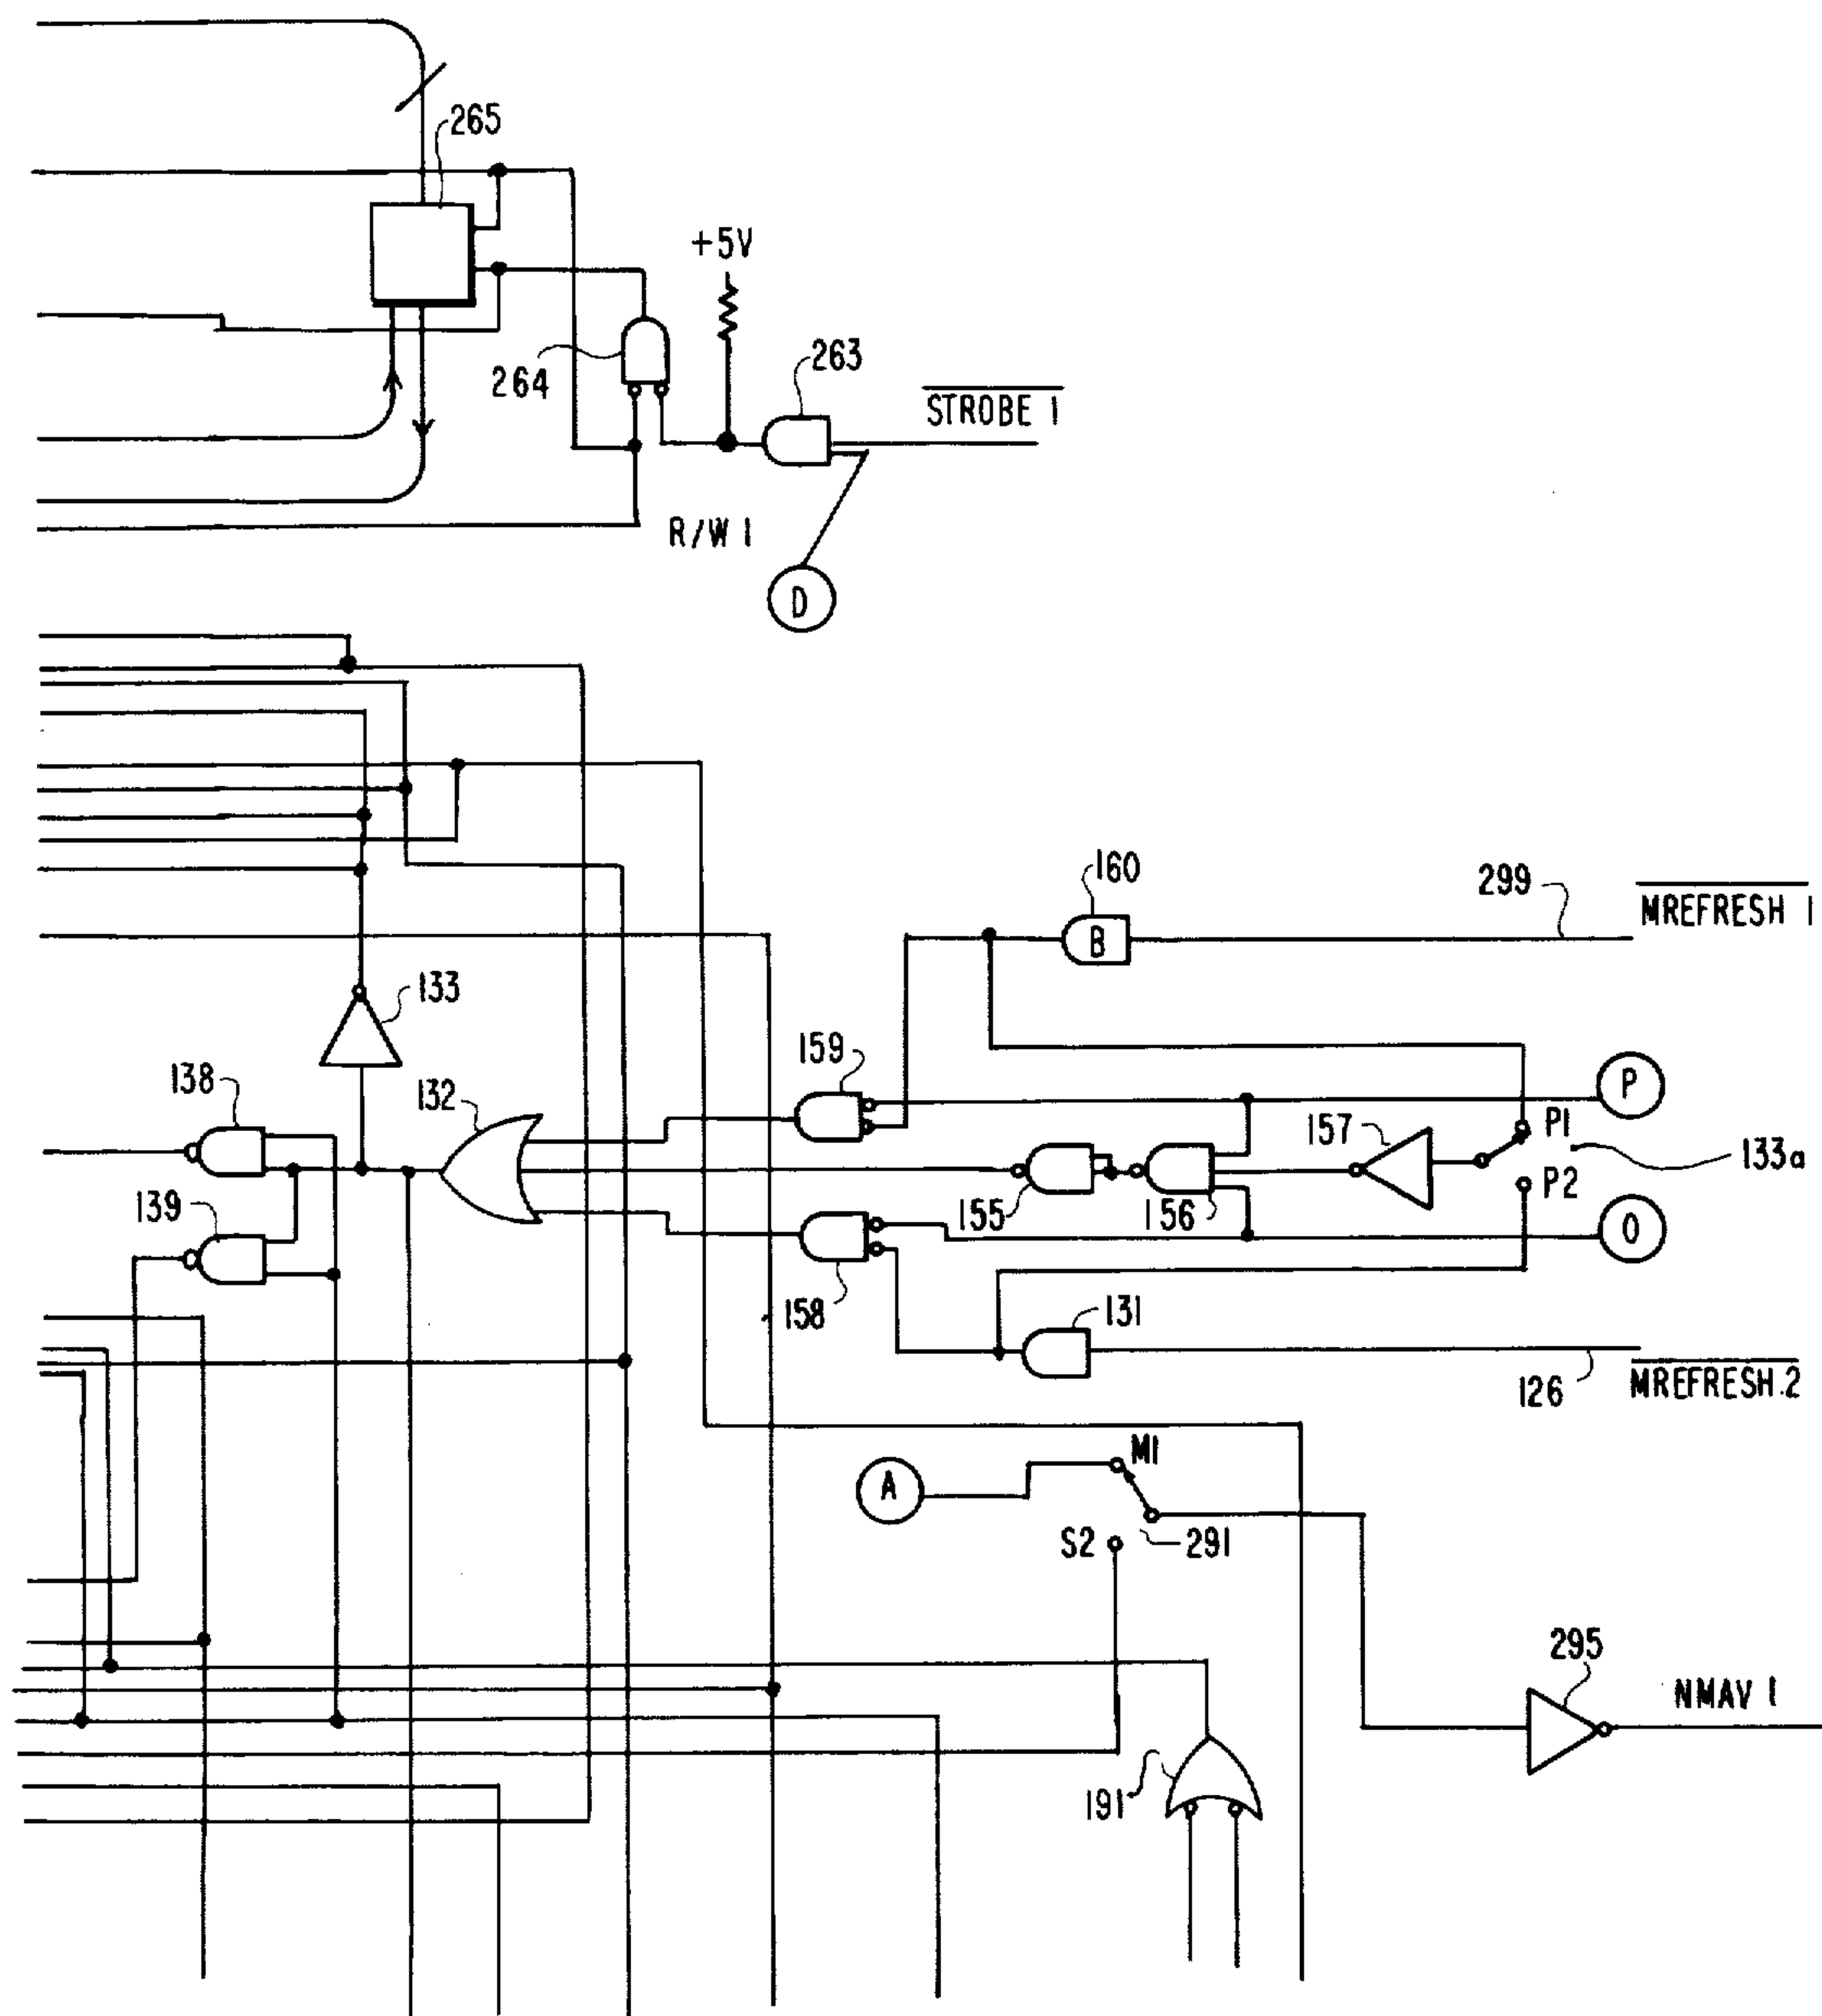 265
+5V
264
263
STROBE 1
R/W 1
D
160
B
299
MREFRESH 1
133
138
132
159
P
157
P1
133a
P2
139
155
156
O
158
131
126
MREFRESH.2
M1
A
S2
291
295
NMAV 1
191